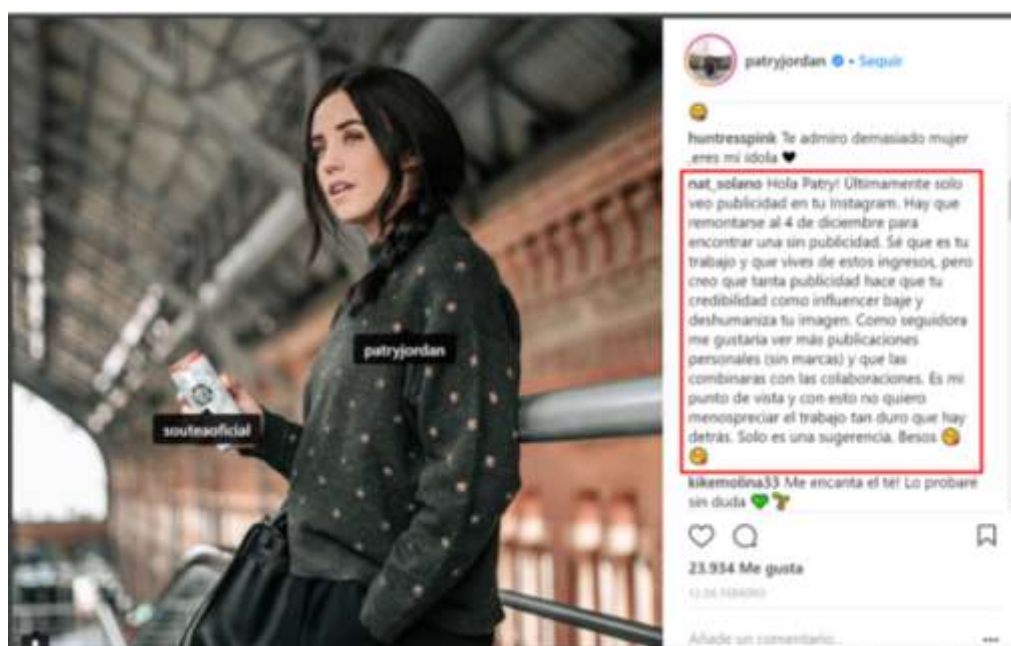 patryjordan • Seguir
huntresspink Te admiro demasiado mujer
,eres mi idola
nat_solano Hola Patry! Últimamente solo
veo publicidad en tu Instagram. Hay que
remontarse al 4 de diciembre para
encontrar una sin publicidad. Sé que es tu
trabajo y que vives de estos ingresos, pero
creo que tanta publicidad hace que tu
credibilidad como influencer baje y
deshumaniza tu imagen. Como seguidora
me gustaría ver más publicaciones
personales (sin marcas) y que las
combinaras con las colaboraciones. Es mi
punto de vista y con esto no quiero
menospreciar el trabajo tan duro que hay
detrás. Solo es una sugerencia. Besos
kikemolina33 Me encanta el té! Lo probaré
sin duda
23.934 Me gusta
FEBRERO
Añade un comentario...
patryjordan
souteaoficial